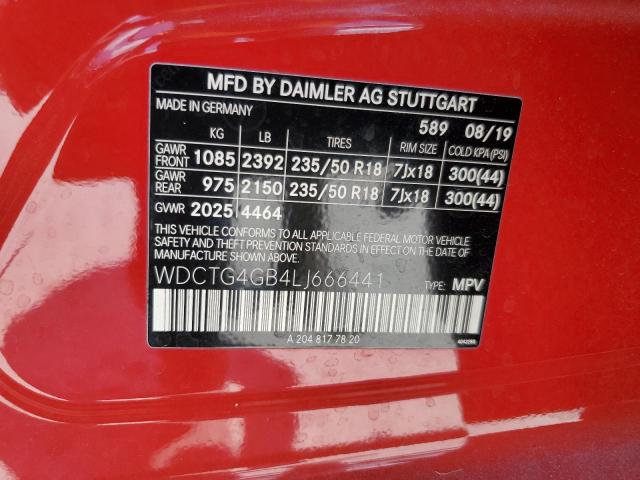 MFD BY DAIMLER AG STUTTGART
MADE IN GERMANY 589 08/19
KG LB TIRES RIM SIZE COLD KPA (PSI)
GAWR FRONT 1085 2392 235/50 R18 7Jx18 300(44)
GAWR REAR 975 2150 235/50 R18 7Jx18 300(44)
GVWR 2025 4464
THIS VEHICLE CONFORMS TO ALL APPLICABLE FEDERAL MOTOR VEHICLE
SAFETY AND THEFT PREVENTION STANDARDS IN EFFECT ON THE DATE OF
MANUFACTURE SHOWN ABOVE.
WDCTG4GB4LJ666441 TYPE: MPV
A 204 817 78 20